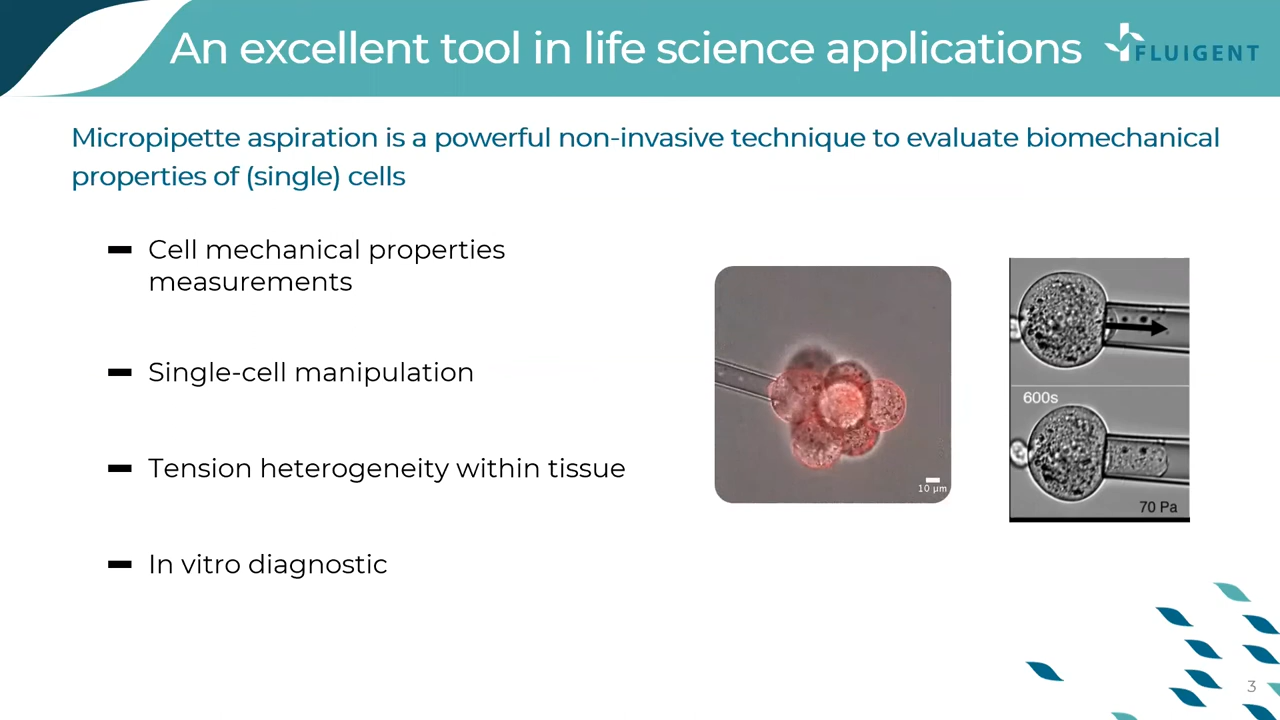 An excellent tool in life science applications
FLUIGENT
Micropipette aspiration is a powerful non-invasive technique to evaluate biomechanical
properties of (single) cells
Cell mechanical properties
measurements
Single-cell manipulation
Tension heterogeneity within tissue
In vitro diagnostic
10 µm
600s
70 Pa
3